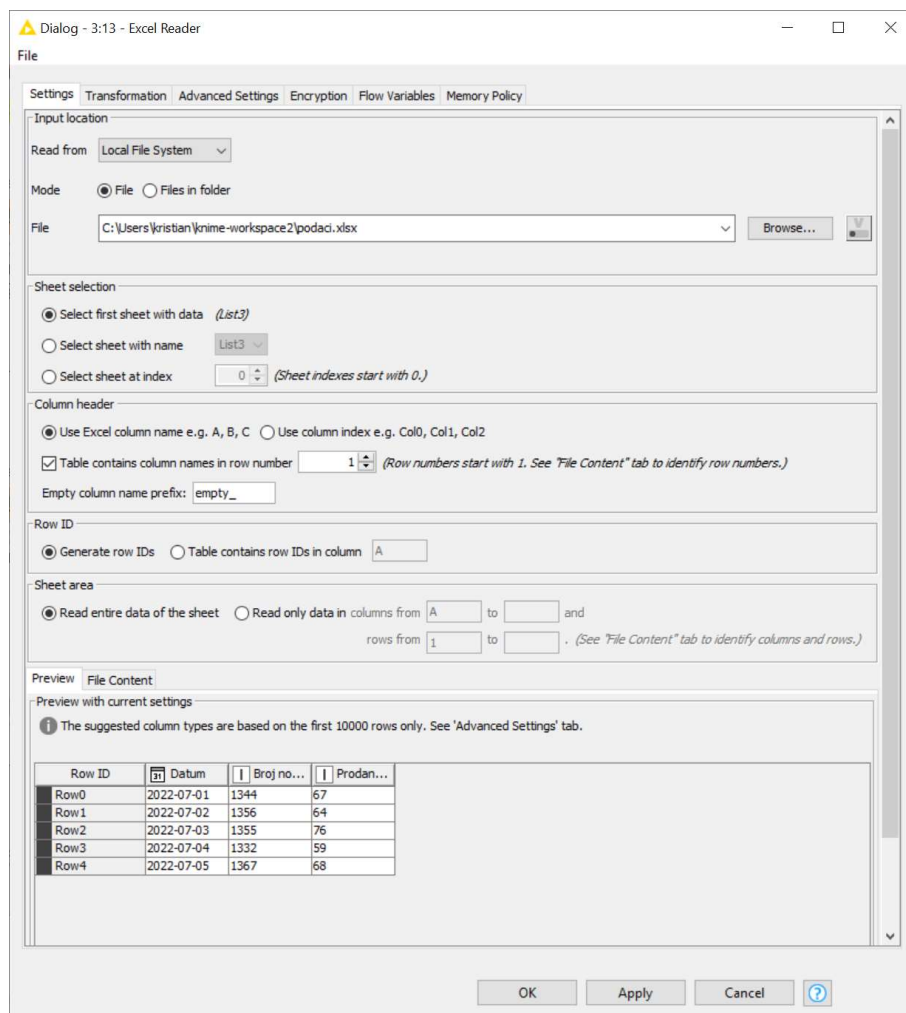 Dialog - 3:13 - Excel Reader
File
Settings Transformation Advanced Settings Encryption Flow Variables Memory Policy
Input location
Read from Local File System
Mode File Files in folder
File C:\Users\kristian\knime-workspace2\podaci.xlsx Browse... V
Sheet selection
Select first sheet with data (List3)
Select sheet with name List3
Select sheet at index 0 (Sheet indexes start with 0.)
Column header
Use Excel column name e.g. A, B, C Use column index e.g. Col0, Col1, Col2
Table contains column names in row number 1 (Row numbers start with 1. See "File Content" tab to identify row numbers.)
Empty column name prefix: empty_
Row ID
Generate row IDs Table contains row IDs in column A
Sheet area
Read entire data of the sheet Read only data in columns from A to and
rows from 1 to . (See "File Content" tab to identify columns and rows.)
Preview File Content
Preview with current settings
The suggested column types are based on the first 10000 rows only. See 'Advanced Settings' tab.
Row ID 31 Datum I Broj no... I Prodan...
Row0 2022-07-01 1344 67
Row1 2022-07-02 1356 64
Row2 2022-07-03 1355 76
Row3 2022-07-04 1332 59
Row4 2022-07-05 1367 68
OK Apply Cancel ?